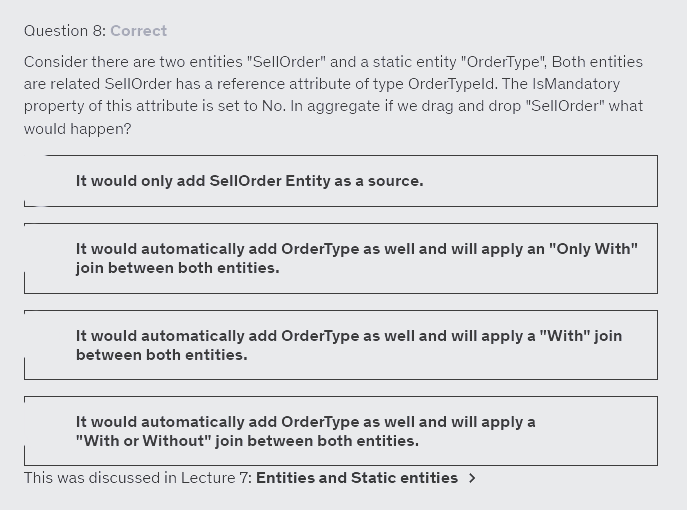 Question 8: Correct
Consider there are two entities "SellOrder" and a static entity "OrderType", Both entities
are related SellOrder has a reference attribute of type OrderTypeId. The IsMandatory
property of this attribute is set to No. In aggregate if we drag and drop "SellOrder" what
would happen?
It would only add SellOrder Entity as a source.
It would automatically add OrderType as well and will apply an "Only With"
join between both entities.
It would automatically add OrderType as well and will apply a "With" join
between both entities.
It would automatically add OrderType as well and will apply a
"With or Without" join between both entities.
This was discussed in Lecture 7: Entities and Static entities >